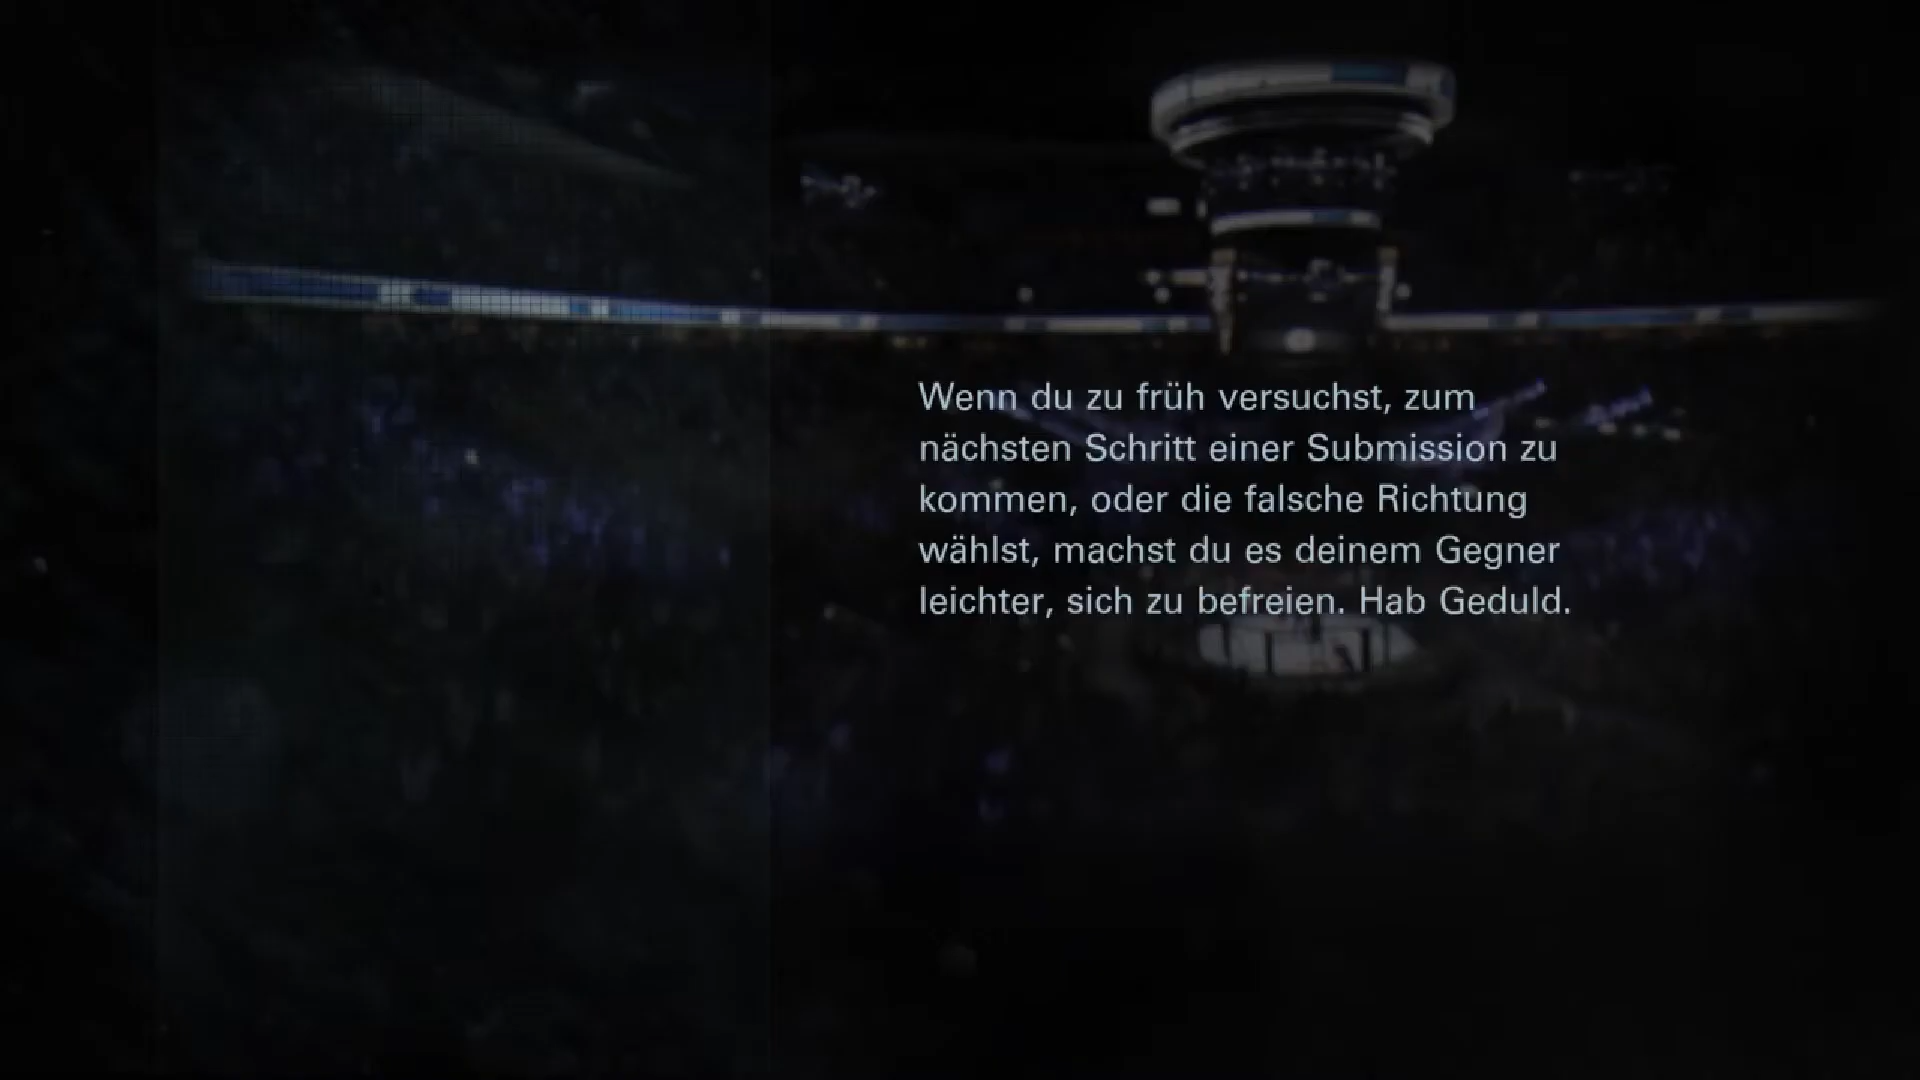 Wenn du zu früh versuchst, zum
nächsten Schritt einer Submission zu
kommen, oder die falsche Richtung
wählst, machst du es deinem Gegner
leichter, sich zu befreien. Hab Geduld.